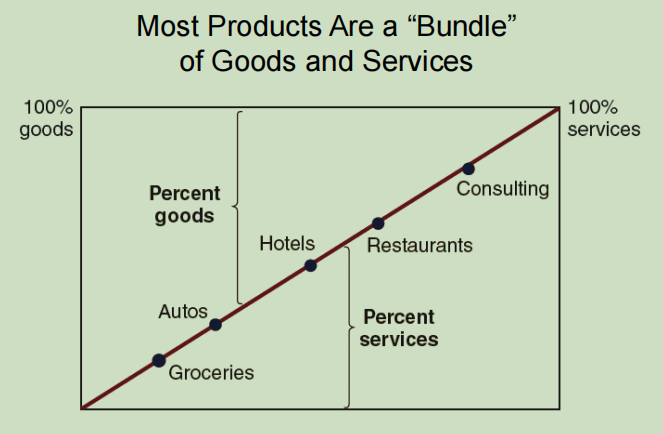 Most Products Are a “Bundle”
of Goods and Services
100%
goods
100%
services
Percent
goods
Consulting
Hotels
Restaurants
Autos
Percent
services
Groceries